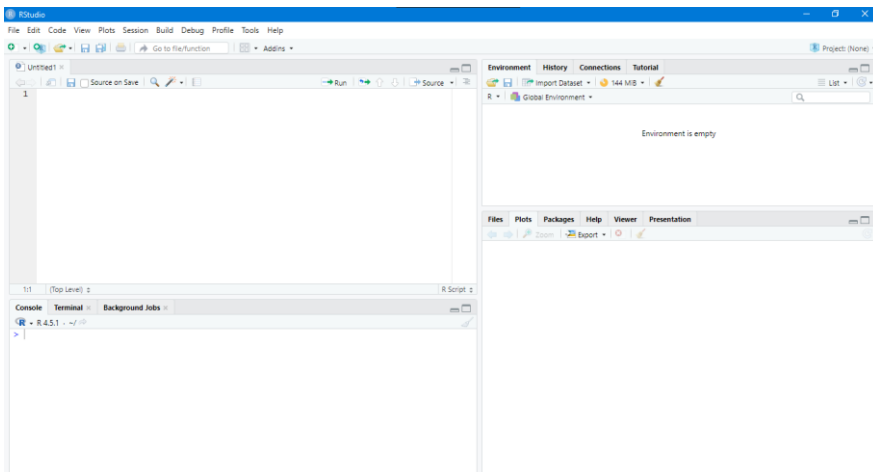 RStudio
File Edit Code View Plots Session Build Debug Profile Tools Help
Go to file/function Addins Project: (None)
Untitled1
Source on Save Run Source
1
1:1 (Top Level) R Script
Console Terminal Background Jobs
R 4.5.1 · ~/
>
Environment History Connections Tutorial
Import Dataset 144 MiB List
R Global Environment
Environment is empty
Files Plots Packages Help Viewer Presentation
Zoom Export